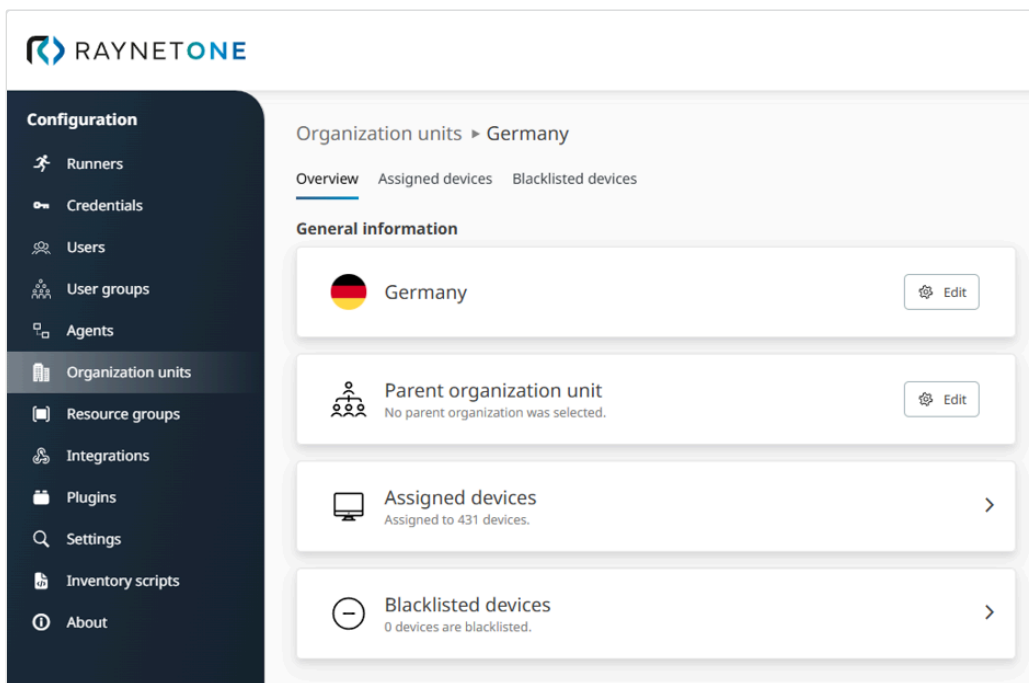 RAYNETONE
Configuration
Runners
Credentials
Users
User groups
Agents
Organization units
Resource groups
Integrations
Plugins
Settings
Inventory scripts
About
Organization units ▸ Germany
Overview Assigned devices Blacklisted devices
General information
Germany
Edit
Parent organization unit
No parent organization was selected.
Edit
Assigned devices
Assigned to 431 devices.
Blacklisted devices
0 devices are blacklisted.